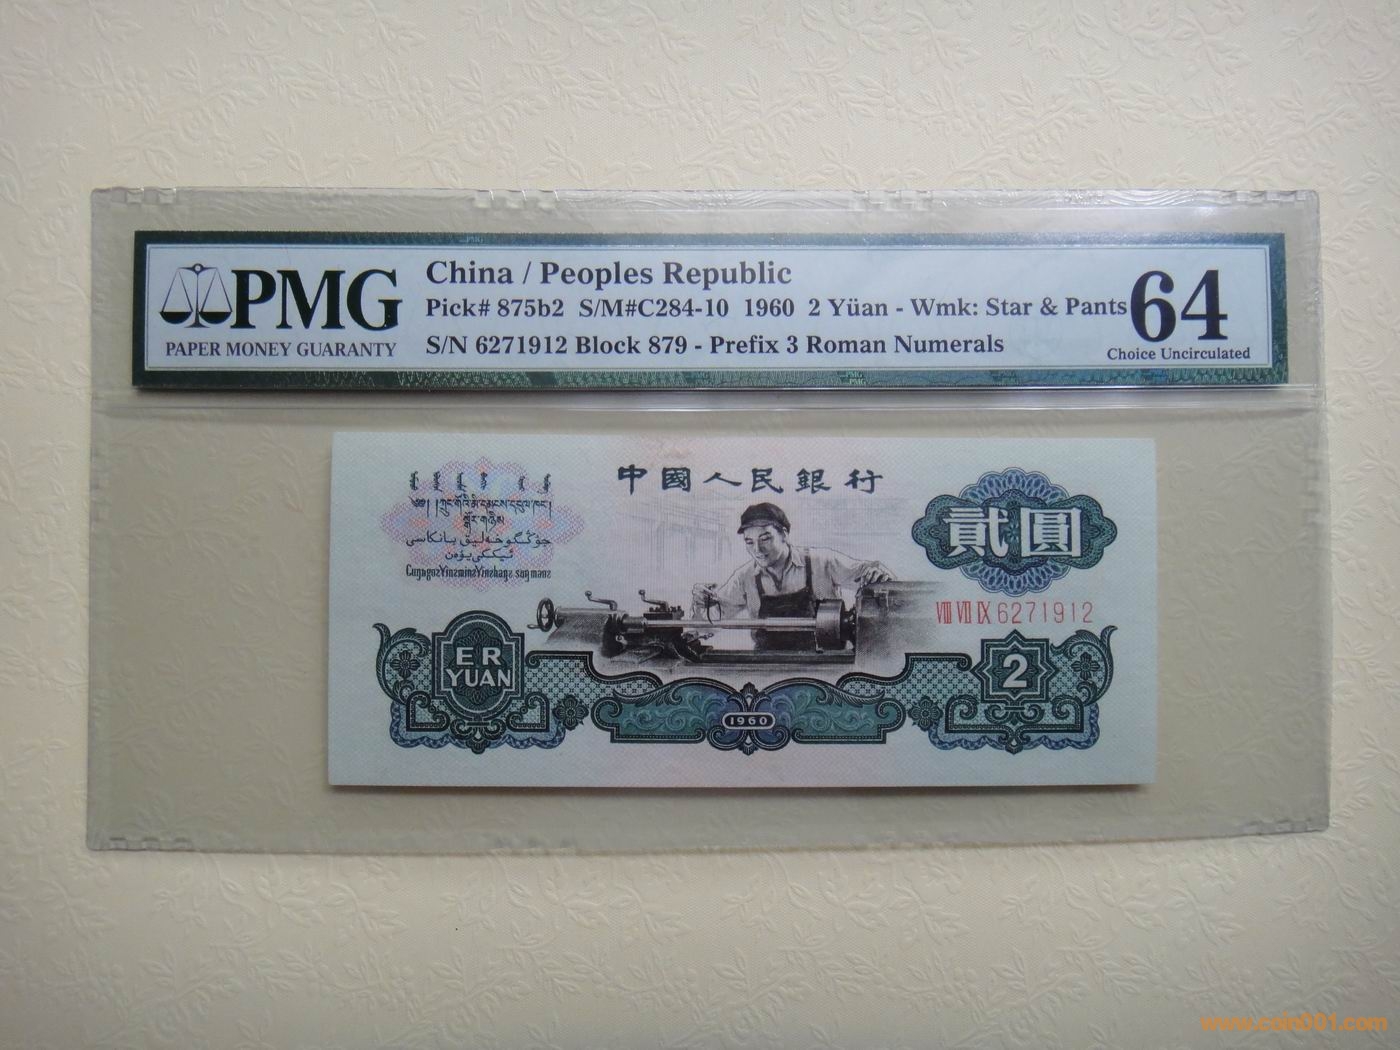 PMG
PAPER MONEY GUARANTY
China / Peoples Republic
Pick# 875b2 S/M#C284-10 1960 2 Yüan - Wmk: Star & Pants
S/N 6271912 Block 879 - Prefix 3 Roman Numerals
64
Choice Uncirculated
中國人民銀行
貳圓
VIII VII IX 6271912
ER
YUAN
2
1960
www.coin001.com